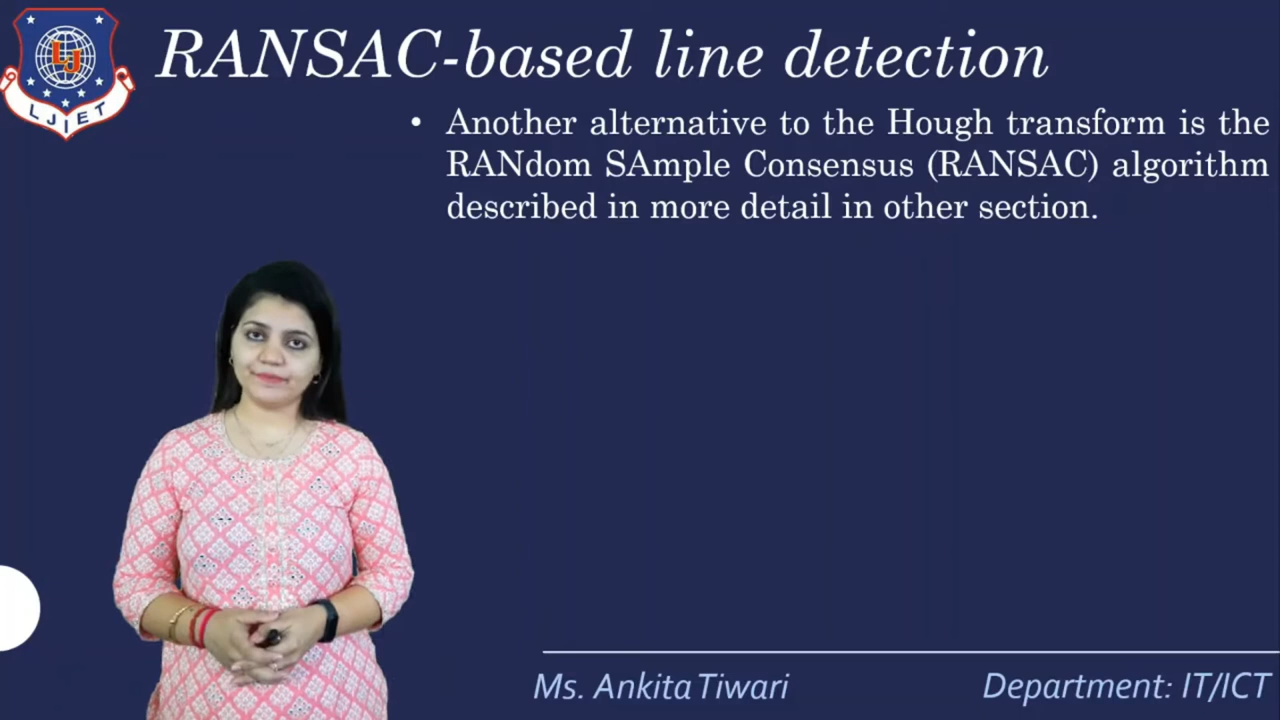 LJ
LJIET
RANSAC-based line detection
• Another alternative to the Hough transform is the
RANdom SAmple Consensus (RANSAC) algorithm
described in more detail in other section.
Ms. Ankita Tiwari
Department: IT/ICT